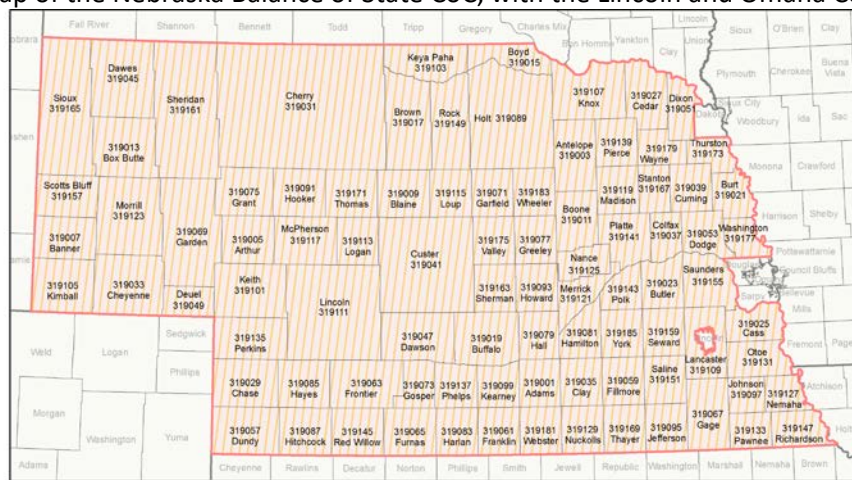 Map of the Nebraska Balance of State CoC, with the Lincoln and Omaha Co
Fall River
Shannon
Bennett
Todd
Tripp
Gregory
Charles Mix
Bon Homme
Yankton
Clay
Lincoln
Union
Sioux
O'Brien
Clay
Plymouth
Cherokee
Buena
Vista
Sioux City
Woodbury
Ida
Sac
Dakota
Monona
Crawford
Harrison
Shelby
Pottawattamie
Council Bluffs
Bellevue
Sarpy
Mills
Fremont
Page
Atchison
Sioux
319165
Dawes
319045
Sheridan
319161
Cherry
319031
Keya Paha
319103
Boyd
319015
319013
Box Butte
Brown
319017
Rock
319149
Holt 319089
319107
Knox
319027
Cedar
Dixon
319051
Antelope
319003
319139
Pierce
319179
Wayne
Thurston
319173
Scotts Bluff
319157
Morrill
319123
319069
Garden
319075
Grant
319091
Hooker
319171
Thomas
319009
Blaine
319115
Loup
319071
Garfield
319183
Wheeler
Boone
319011
319119
Madison
Stanton
319167
319039
Cuming
Burt
319021
319007
Banner
319005
Arthur
McPherson
319117
319113
Logan
Custer
319041
319175
Valley
319077
Greeley
Nance
319125
Platte
319141
Colfax
319037
319053
Dodge
Washington
319177
319105
Kimball
319033
Cheyenne
Deuel
319049
Keith
319101
Lincoln
319111
319163
Sherman
319093
Howard
Merrick
319121
319143
Polk
319023
Butler
Saunders
319155
319135
Perkins
319047
Dawson
319019
Buffalo
319079
Hall
319081
Hamilton
319185
York
319159
Seward
Lancaster
319109
319025
Cass
Otoe
319131
319029
Chase
319085
Hayes
319063
Frontier
319073
Gosper
319137
Phelps
319099
Kearney
319001
Adams
319035
Clay
319059
Fillmore
Saline
319151
319067
Gage
Johnson
319097
319127
Nemaha
319057
Dundy
319087
Hitchcock
319145
Red Willow
319065
Furnas
319083
Harlan
319061
Franklin
319181
Webster
319129
Nuckolls
319169
Thayer
319095
Jefferson
319133
Pawnee
319147
Richardson
Sedgwick
Weld
Logan
Phillips
Morgan
Washington
Yuma
Adams
Cheyenne
Rawlins
Decatur
Norton
Phillips
Smith
Jewell
Republic
Washington
Marshall
Nemaha
Brown